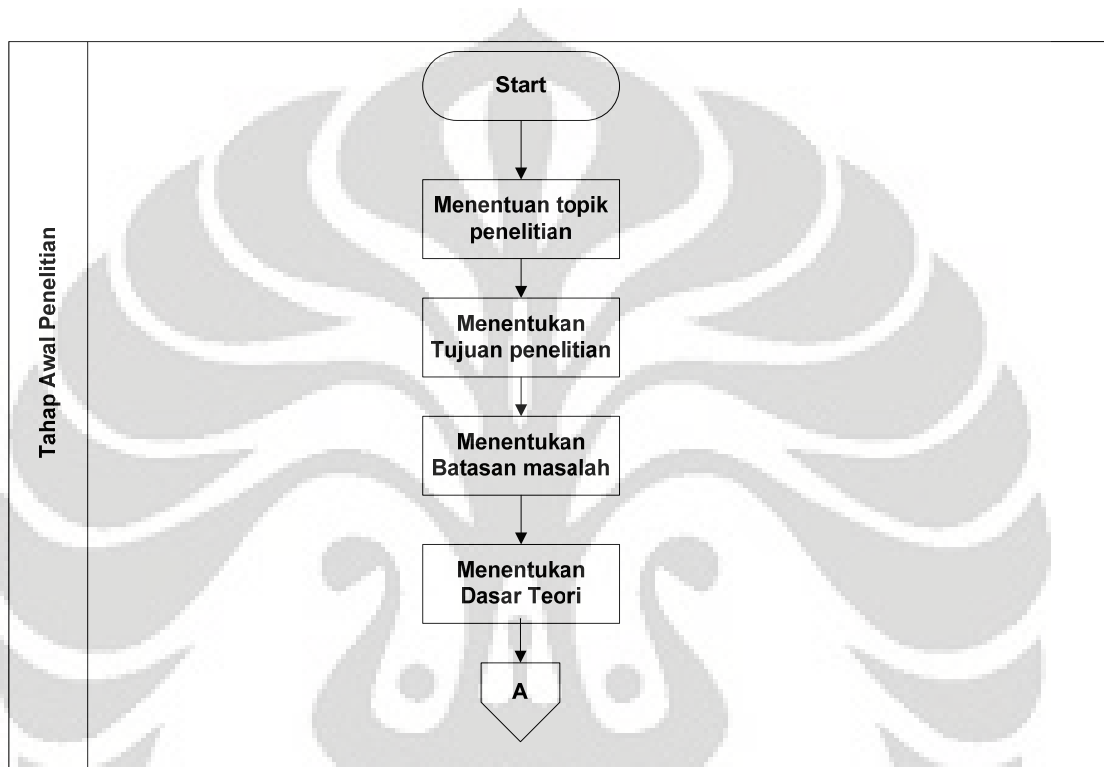 Start
Menentuan topik
penelitian
Menentukan
Tujuan penelitian
Tahap Awal Penelitian
Menentukan
Batasan masalah
Menentukan
Dasar Teori
A